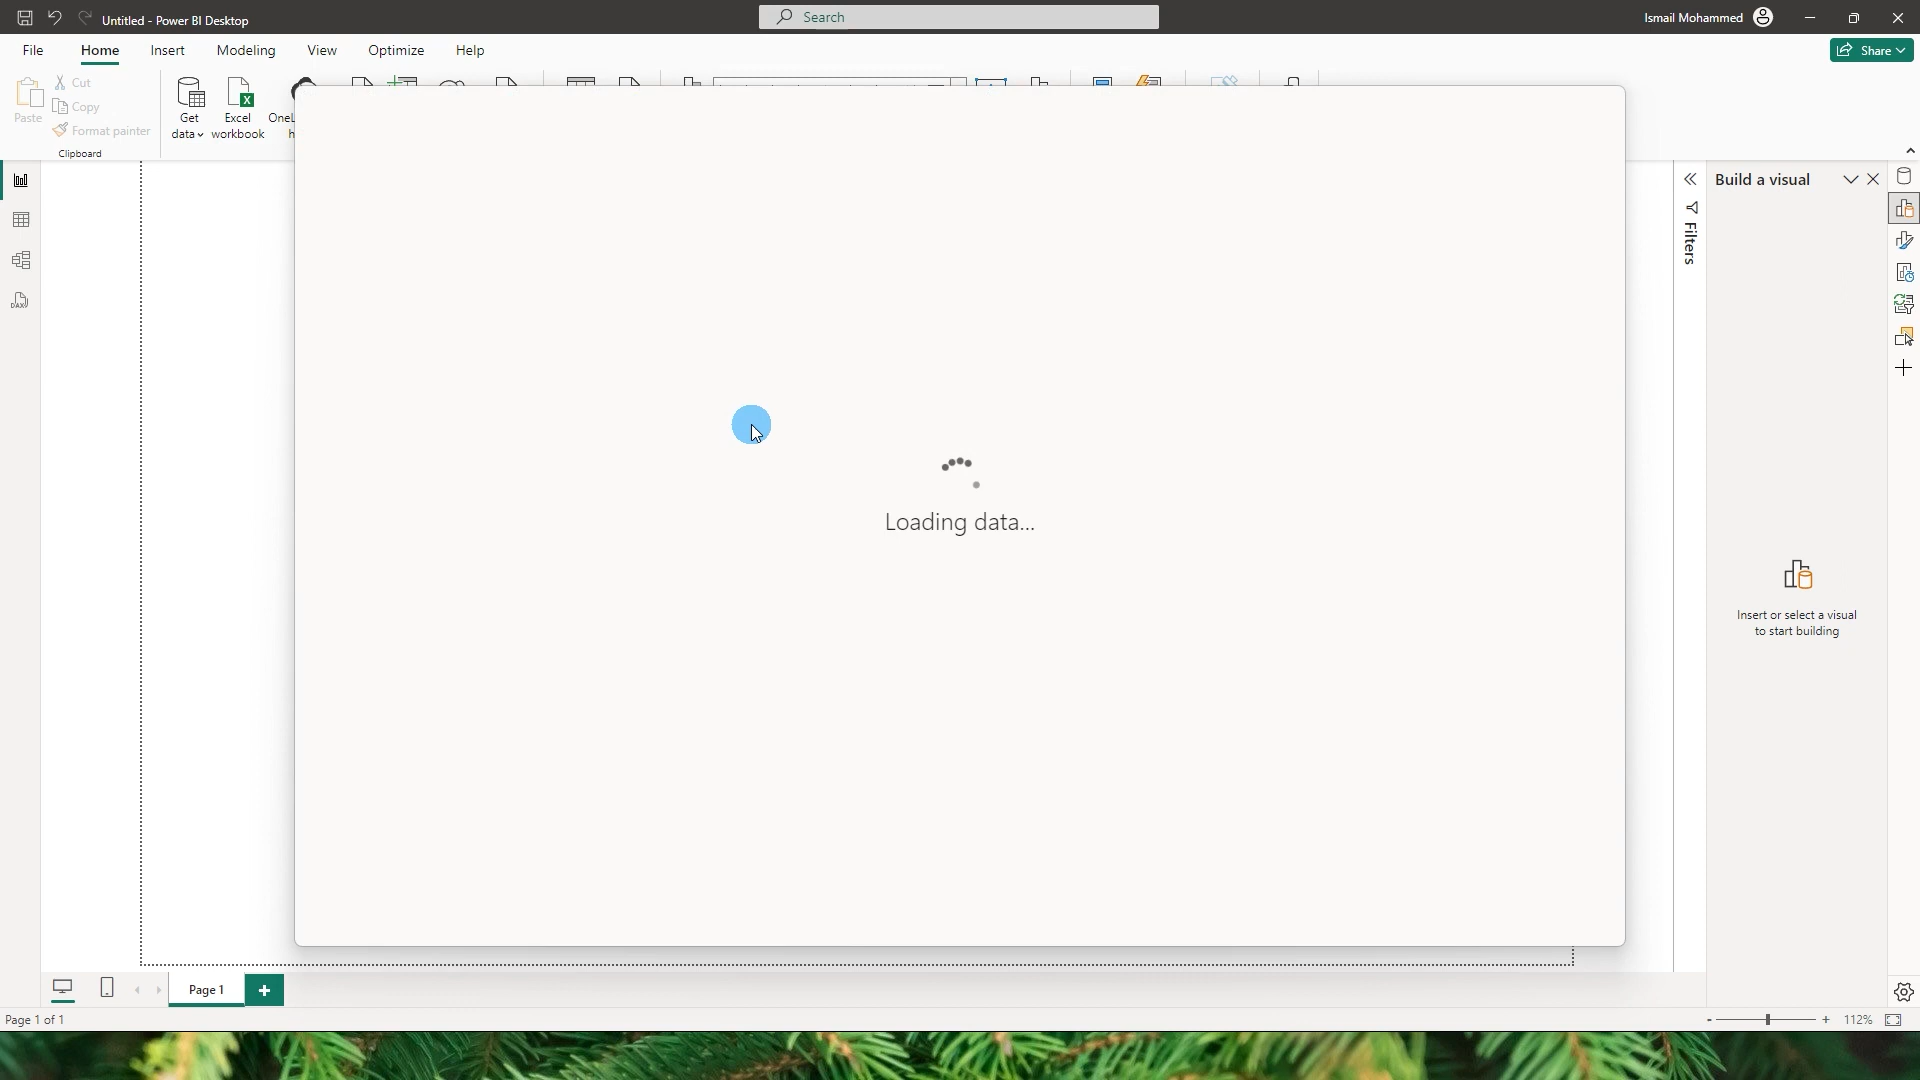 Untitled - Power BI Desktop
Search
Ismail Mohammed
File
Home
Insert
Modeling
View
Optimize
Help
Share
Paste
Cut
Copy
Format painter
Clipboard
Get
data
Excel
workbook
OneL
h
Build a visual
Filters
DAX
Loading data...
Insert or select a visual
to start building
Page 1
Page 1 of 1
112%